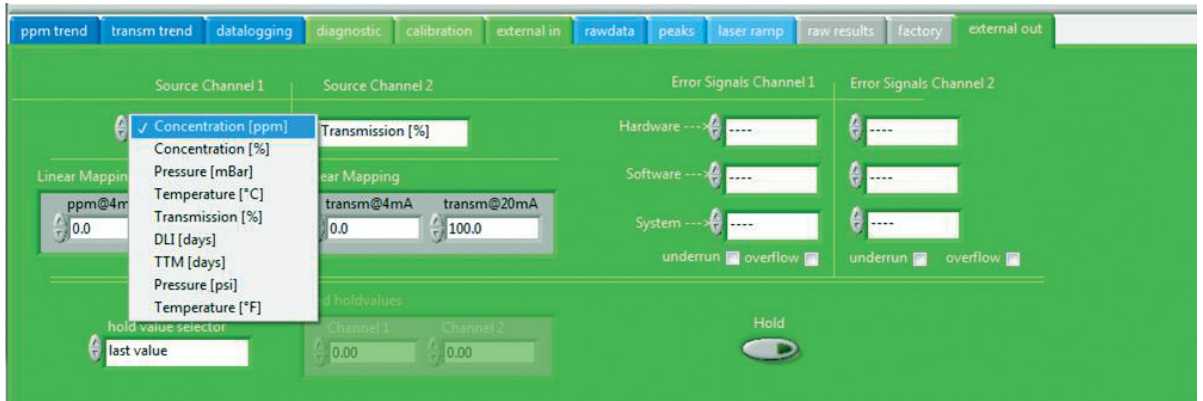 ppm trend transm trend datalogging diagnostic calibration external in rawdata peaks laser ramp raw results factory external out
Source Channel 1 Source Channel 2
Error Signals Channel 1 Error Signals Channel 2
✓ Concentration [ppm]
Concentration [%]
Pressure [mBar]
Temperature [°C]
Transmission [%]
DLI [days]
TTM [days]
Pressure [psi]
Temperature [°F]
Transmission [%]
Linear Mapping
Mapping
ppm@4m
0.0
transm@4mA transm@20mA
0.0 100.0
Hardware ---> ---- ----
Software ---> ---- ----
System ---> ---- ----
underrun overflow underrun overflow
hold value selector
last value
holdvalues
Channel 1 Channel 2
0.00 0.00
Hold